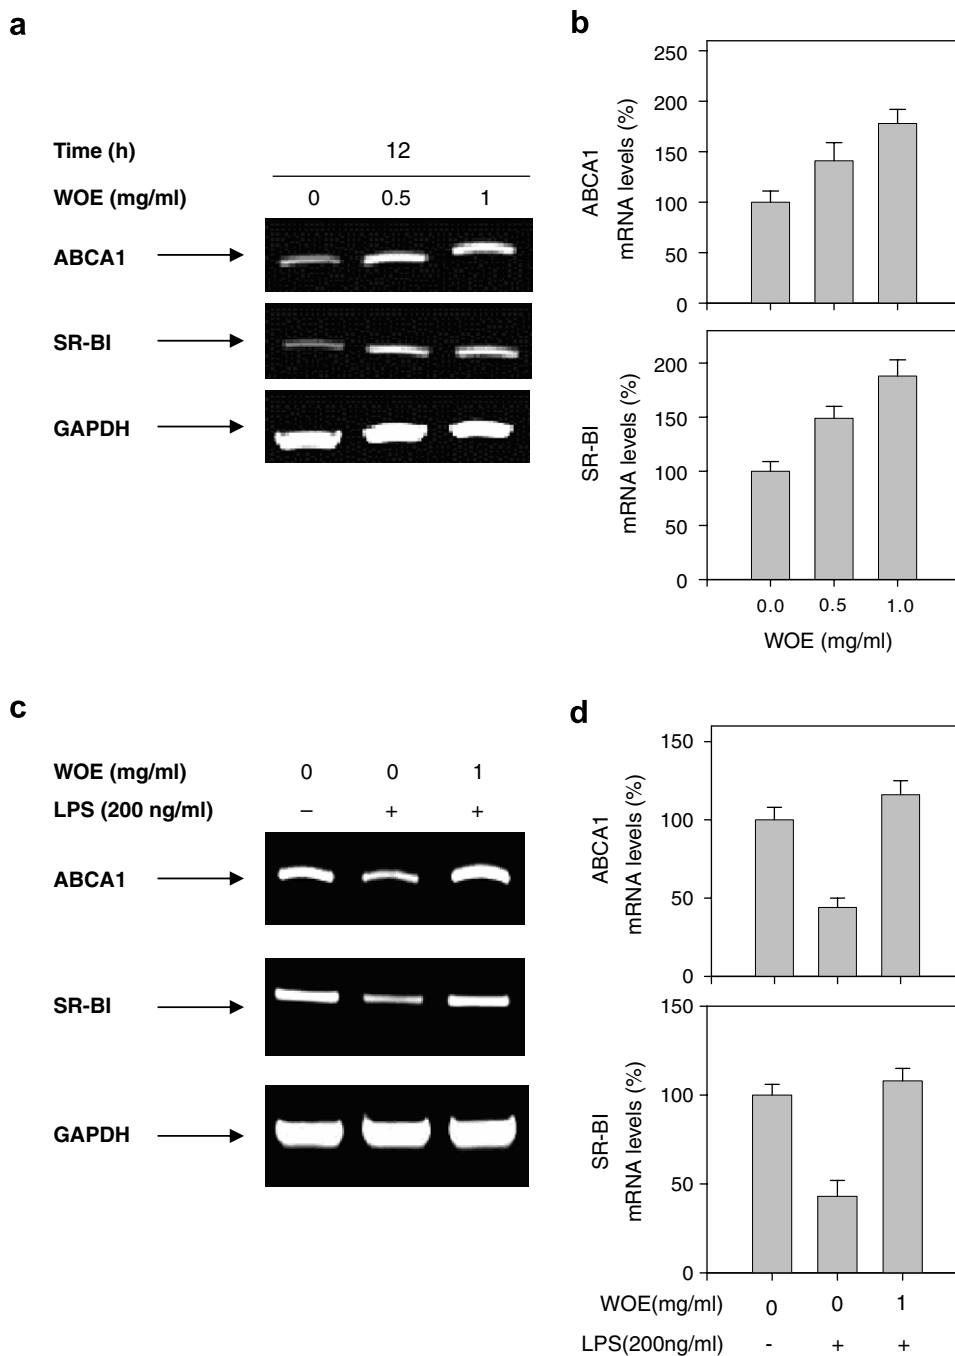 a
Time (h) 12
WOE (mg/ml) 0 0.5 1
ABCA1
SR-BI
GAPDH
b
ABCA1
mRNA levels (%)
250
200
150
100
50
0
SR-BI
mRNA levels (%)
200
150
100
50
0
0.0 0.5 1.0
WOE (mg/ml)
c
WOE (mg/ml) 0 0 1
LPS (200 ng/ml) – + +
ABCA1
SR-BI
GAPDH
d
ABCA1
mRNA levels (%)
150
100
50
0
SR-BI
mRNA levels (%)
150
100
50
0
WOE(mg/ml) 0 0 1
LPS(200ng/ml) - + +